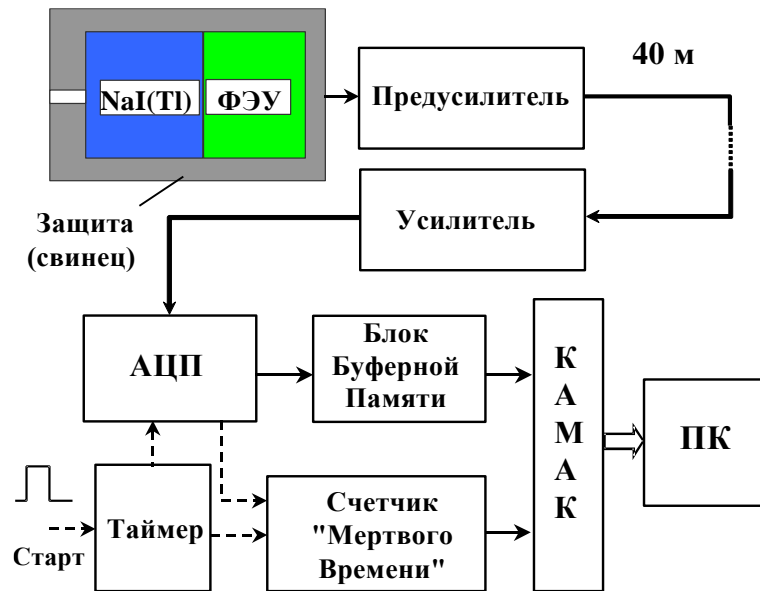 NaI(Tl)
ФЭУ
Предусилитель
40 м
Защита
(свинец)
Усилитель
АЦП
Блок
Буферной
Памяти
К
А
М
А
К
ПК
Старт
Таймер
Счетчик
"Мертвого
Времени"